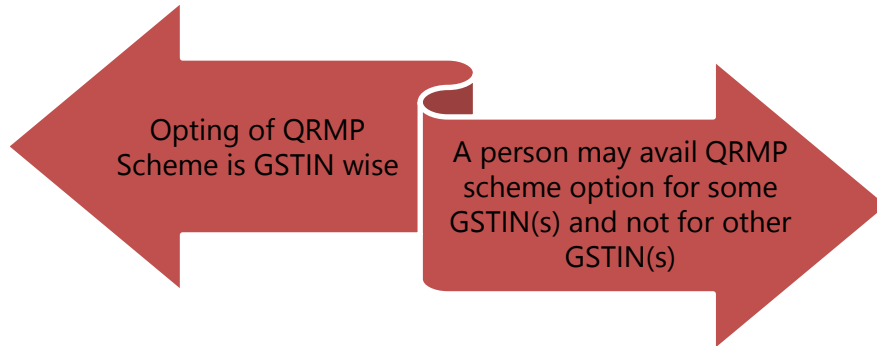 Opting of QRMP
Scheme is GSTIN wise
A person may avail QRMP
scheme option for some
GSTIN(s) and not for other
GSTIN(s)